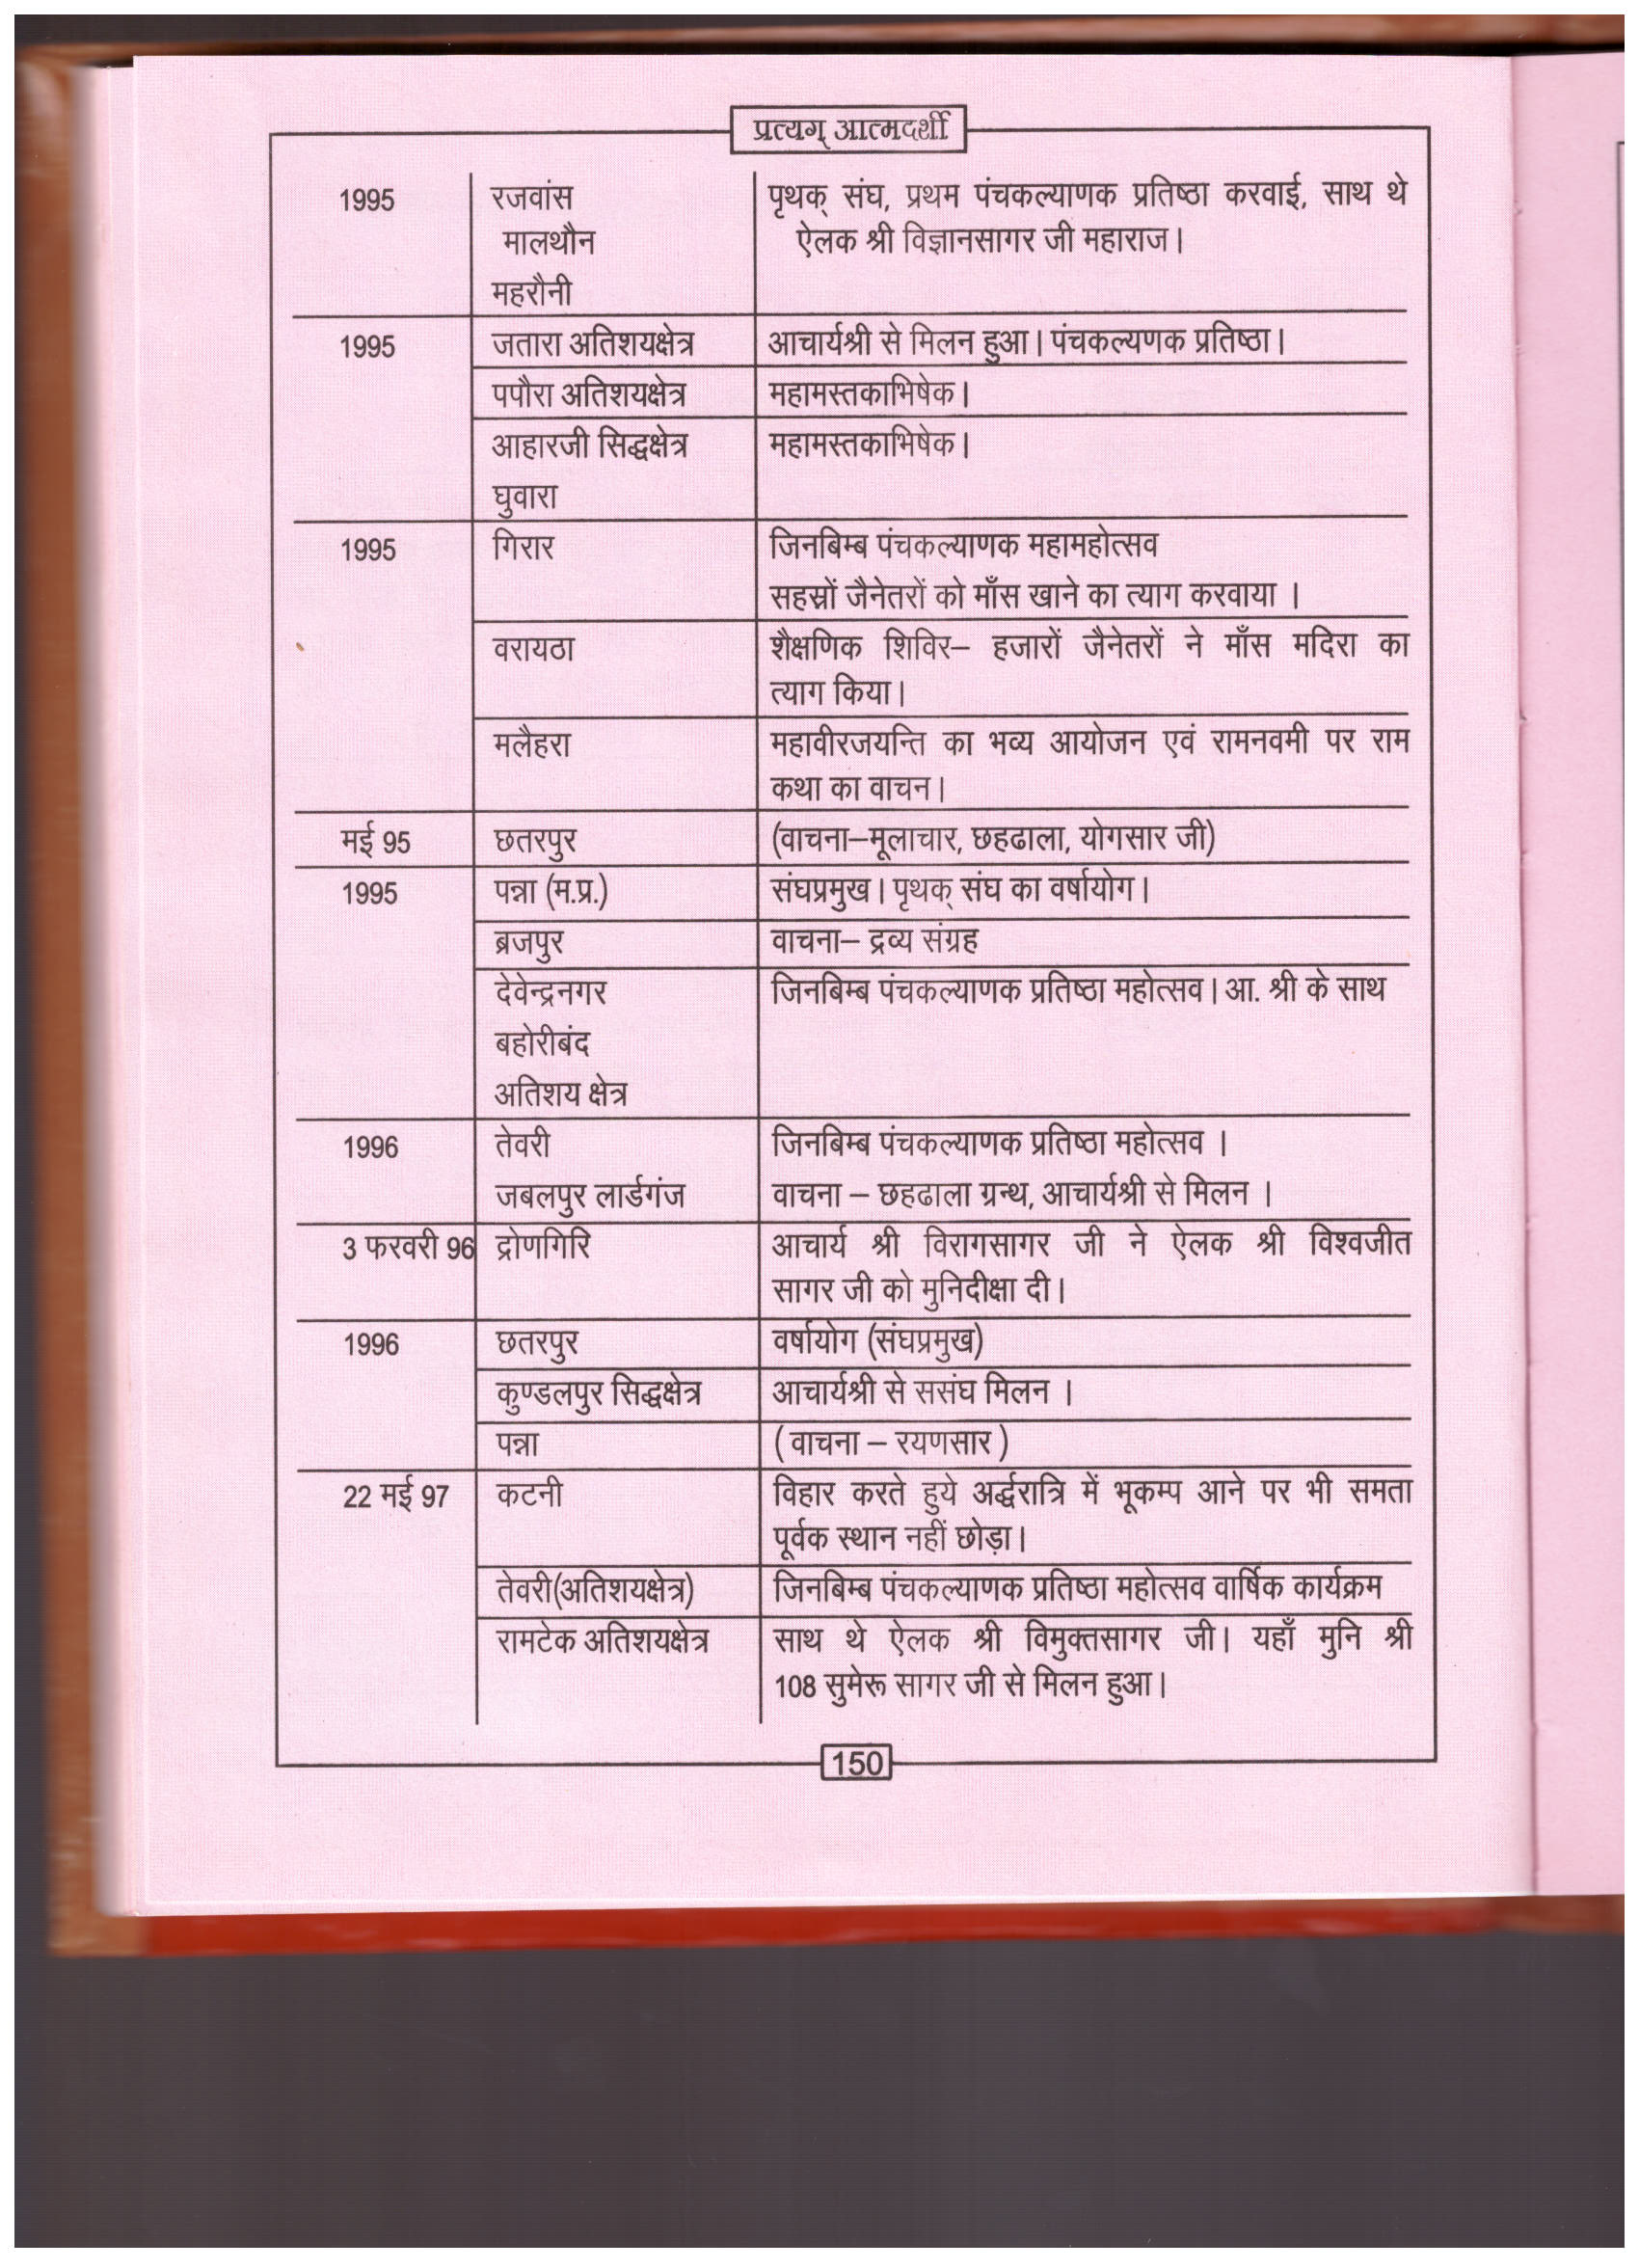 प्रत्यग् आत्मदर्शी
1995 रजवांस पृथक् संघ, प्रथम पंचकल्याणक प्रतिष्ठा करवाई, साथ थे
मालथौन ऐलक श्री विज्ञानसागर जी महाराज।
महरौनी
1995 जतारा अतिशयक्षेत्र आचार्यश्री से मिलन हुआ। पंचकल्यणक प्रतिष्ठा।
पपौरा अतिशयक्षेत्र महामस्तकाभिषेक।
आहारजी सिद्धक्षेत्र महामस्तकाभिषेक।
घुवारा
1995 गिरार जिनबिम्ब पंचकल्याणक महामहोत्सव
सहस्रों जैनेतरों को माँस खाने का त्याग करवाया ।
वरायठा शैक्षणिक शिविर– हजारों जैनेतरों ने माँस मदिरा का
त्याग किया।
मलैहरा महावीरजयन्ति का भव्य आयोजन एवं रामनवमी पर राम
कथा का वाचन।
मई 95 छतरपुर (वाचना–मूलाचार, छहढाला, योगसार जी)
1995 पन्ना (म.प्र.) संघप्रमुख। पृथक् संघ का वर्षायोग।
ब्रजपुर वाचना– द्रव्य संग्रह
देवेन्द्रनगर जिनबिम्ब पंचकल्याणक प्रतिष्ठा महोत्सव। आ. श्री के साथ
बहोरीबंद
अतिशय क्षेत्र
1996 तेवरी जिनबिम्ब पंचकल्याणक प्रतिष्ठा महोत्सव ।
जबलपुर लार्डगंज वाचना – छहढाला ग्रन्थ, आचार्यश्री से मिलन ।
3 फरवरी 96 द्रोणगिरि आचार्य श्री विरागसागर जी ने ऐलक श्री विश्वजीत
सागर जी को मुनिदीक्षा दी।
1996 छतरपुर वर्षायोग (संघप्रमुख)
कुण्डलपुर सिद्धक्षेत्र आचार्यश्री से ससंघ मिलन ।
पन्ना ( वाचना – रयणसार )
22 मई 97 कटनी विहार करते हुये अर्द्धरात्रि में भूकम्प आने पर भी समता
पूर्वक स्थान नहीं छोड़ा।
तेवरी(अतिशयक्षेत्र) जिनबिम्ब पंचकल्याणक प्रतिष्ठा महोत्सव वार्षिक कार्यक्रम
रामटेक अतिशयक्षेत्र साथ थे ऐलक श्री विमुक्तसागर जी। यहाँ मुनि श्री
108 सुमेरू सागर जी से मिलन हुआ।
150